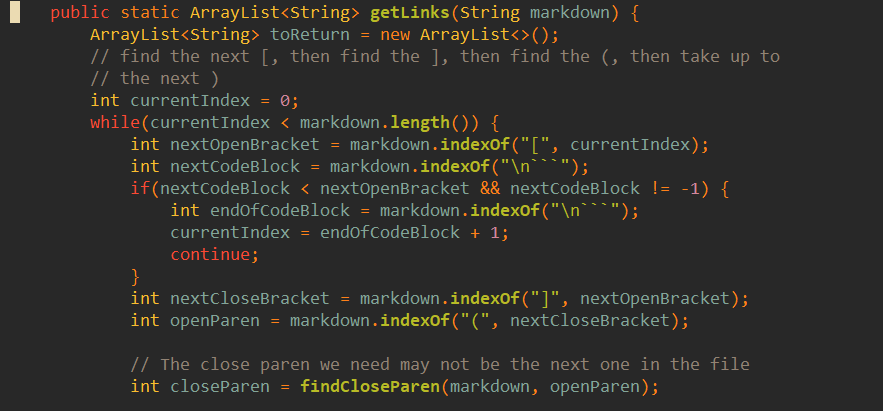 public static ArrayList<String> getLinks(String markdown) {
ArrayList<String> toReturn = new ArrayList<>();
// find the next [, then find the ], then find the (, then take up to
// the next )
int currentIndex = 0;
while(currentIndex < markdown.length()) {
int nextOpenBracket = markdown.indexOf("[", currentIndex);
int nextCodeBlock = markdown.indexOf("\n```");
if(nextCodeBlock < nextOpenBracket && nextCodeBlock != -1) {
int endOfCodeBlock = markdown.indexOf("\n```");
currentIndex = endOfCodeBlock + 1;
continue;
}
int nextCloseBracket = markdown.indexOf("]", nextOpenBracket);
int openParen = markdown.indexOf("(", nextCloseBracket);
// The close paren we need may not be the next one in the file
int closeParen = findCloseParen(markdown, openParen);